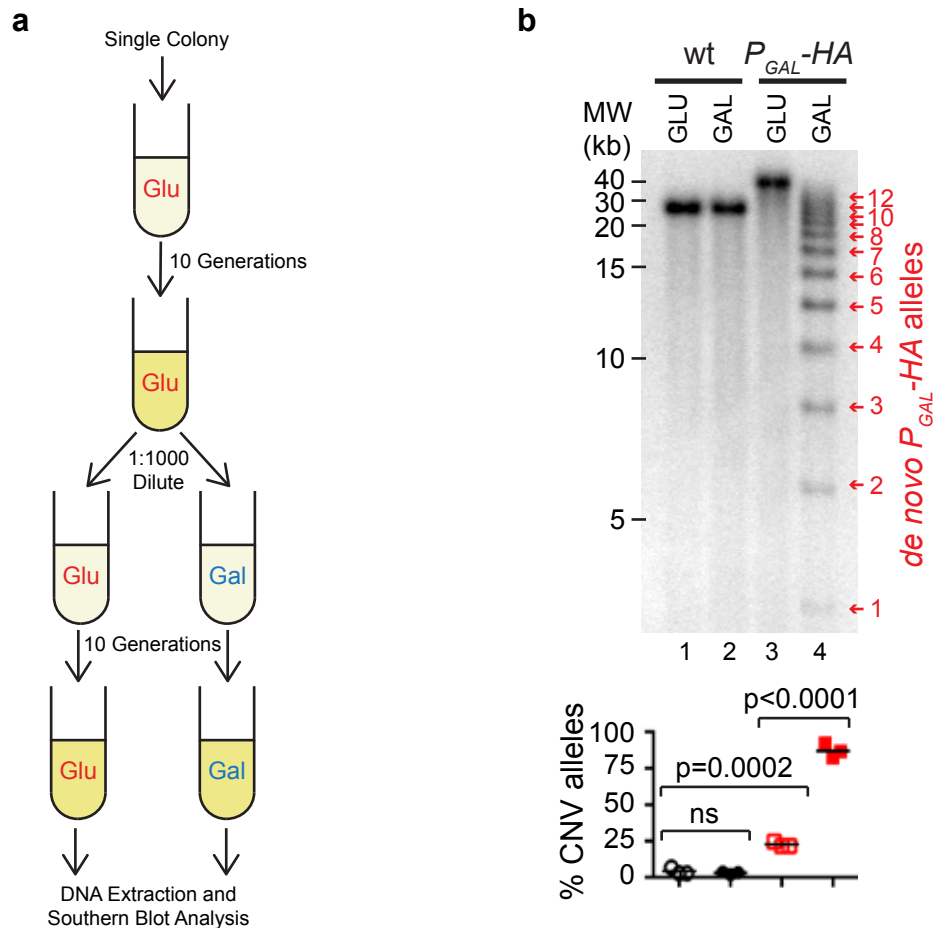 a
Single Colony
Glu
10 Generations
Glu
1:1000
Dilute
Glu
Gal
10 Generations
Glu
Gal
DNA Extraction and
Southern Blot Analysis
b
wt
P_GAL-HA
MW
(kb)
GLU
GAL
GLU
GAL
40
30
20
15
10
5
12
10
8
7
6
5
4
3
2
1
de novo P_GAL-HA alleles
1 2 3 4
p<0.0001
p=0.0002
ns
100
75
50
25
0
% CNV alleles